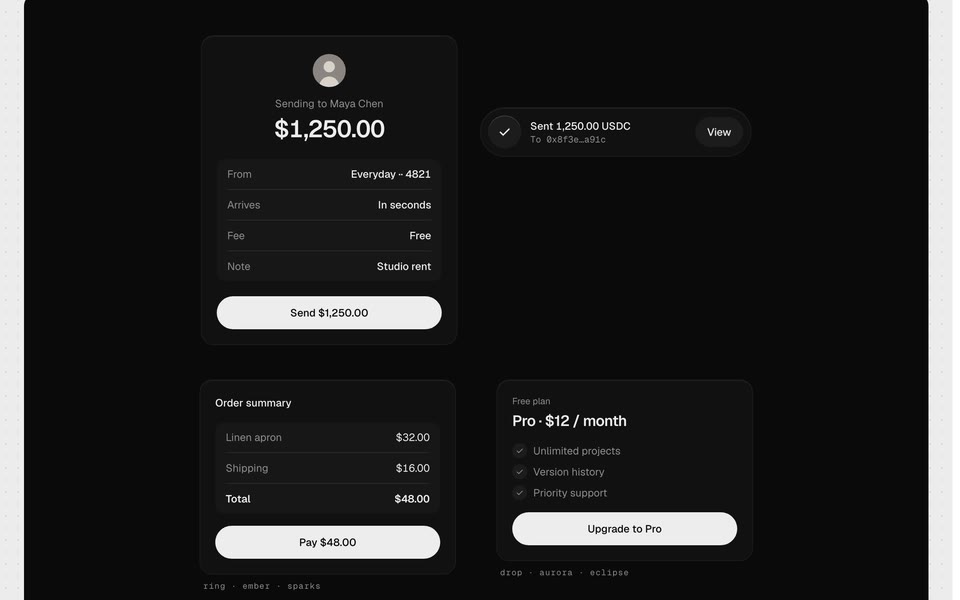 Sending to Maya Chen
$1,250.00
From Everyday ·· 4821
Arrives In seconds
Fee Free
Note Studio rent
Send $1,250.00
Sent 1,250.00 USDC
To 0x8f3e…a91c
View
Order summary
Linen apron $32.00
Shipping $16.00
Total $48.00
Pay $48.00
ring · ember · sparks
Free plan
Pro · $12 / month
Unlimited projects
Version history
Priority support
Upgrade to Pro
drop · aurora · eclipse